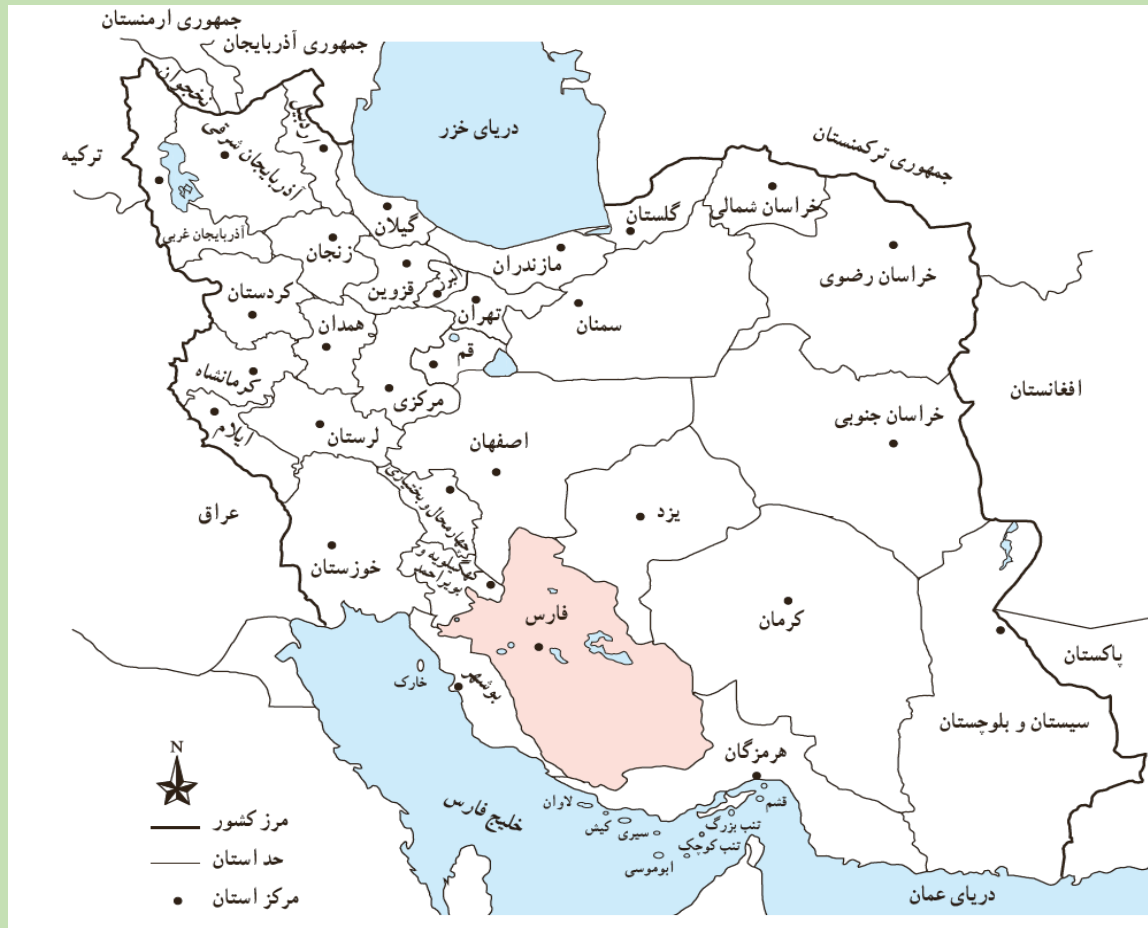 جمهوری ارمنستان
جمهوری آذربایجان
نخجوان
ترکیه
دریای خزر
جمهوری ترکمنستان
اردبیل
آذربایجان شرقی
آذربایجان غربی
گیلان
گلستان
خراسان شمالی
زنجان
مازندران
خراسان رضوی
کردستان
قزوین
البرز
تهران
سمنان
همدان
قم
کرمانشاه
مرکزی
افغانستان
خراسان جنوبی
ایلام
لرستان
اصفهان
عراق
چهارمحال و بختیاری
یزد
خوزستان
کهگیلویه و
بویراحمد
فارس
کرمان
پاکستان
خارک
بوشهر
سیستان و بلوچستان
هرمزگان
N
خلیج فارس
لاوان
کیش
سیری
قشم
تنب بزرگ
تنب کوچک
ابوموسی
دریای عمان
مرز کشور
حد استان
مرکز استان